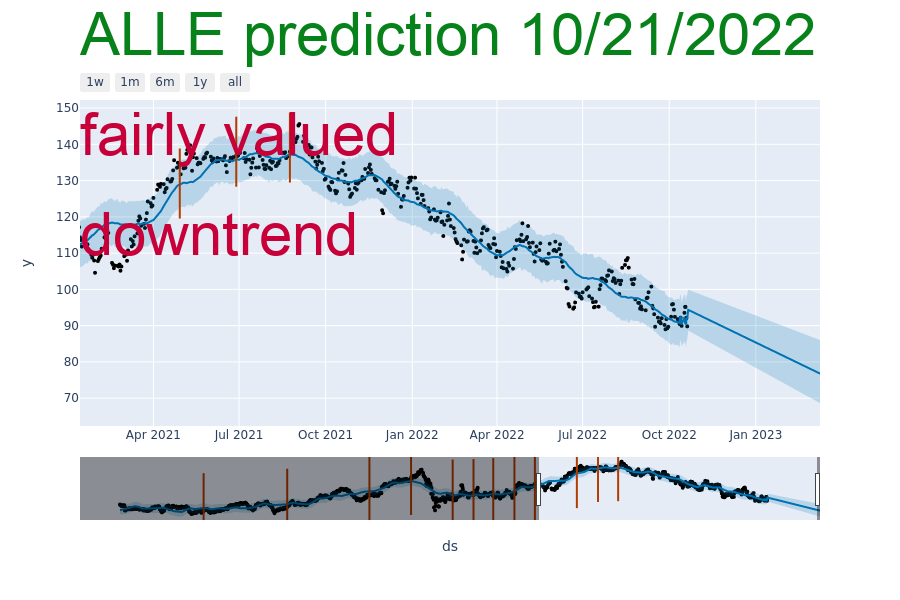 ALLE prediction 10/21/2022
1w 1m 6m 1y all
fairly valued
downtrend
150
140
130
120
110
100
90
80
70
y
Apr 2021 Jul 2021 Oct 2021 Jan 2022 Apr 2022 Jul 2022 Oct 2022 Jan 2023
ds